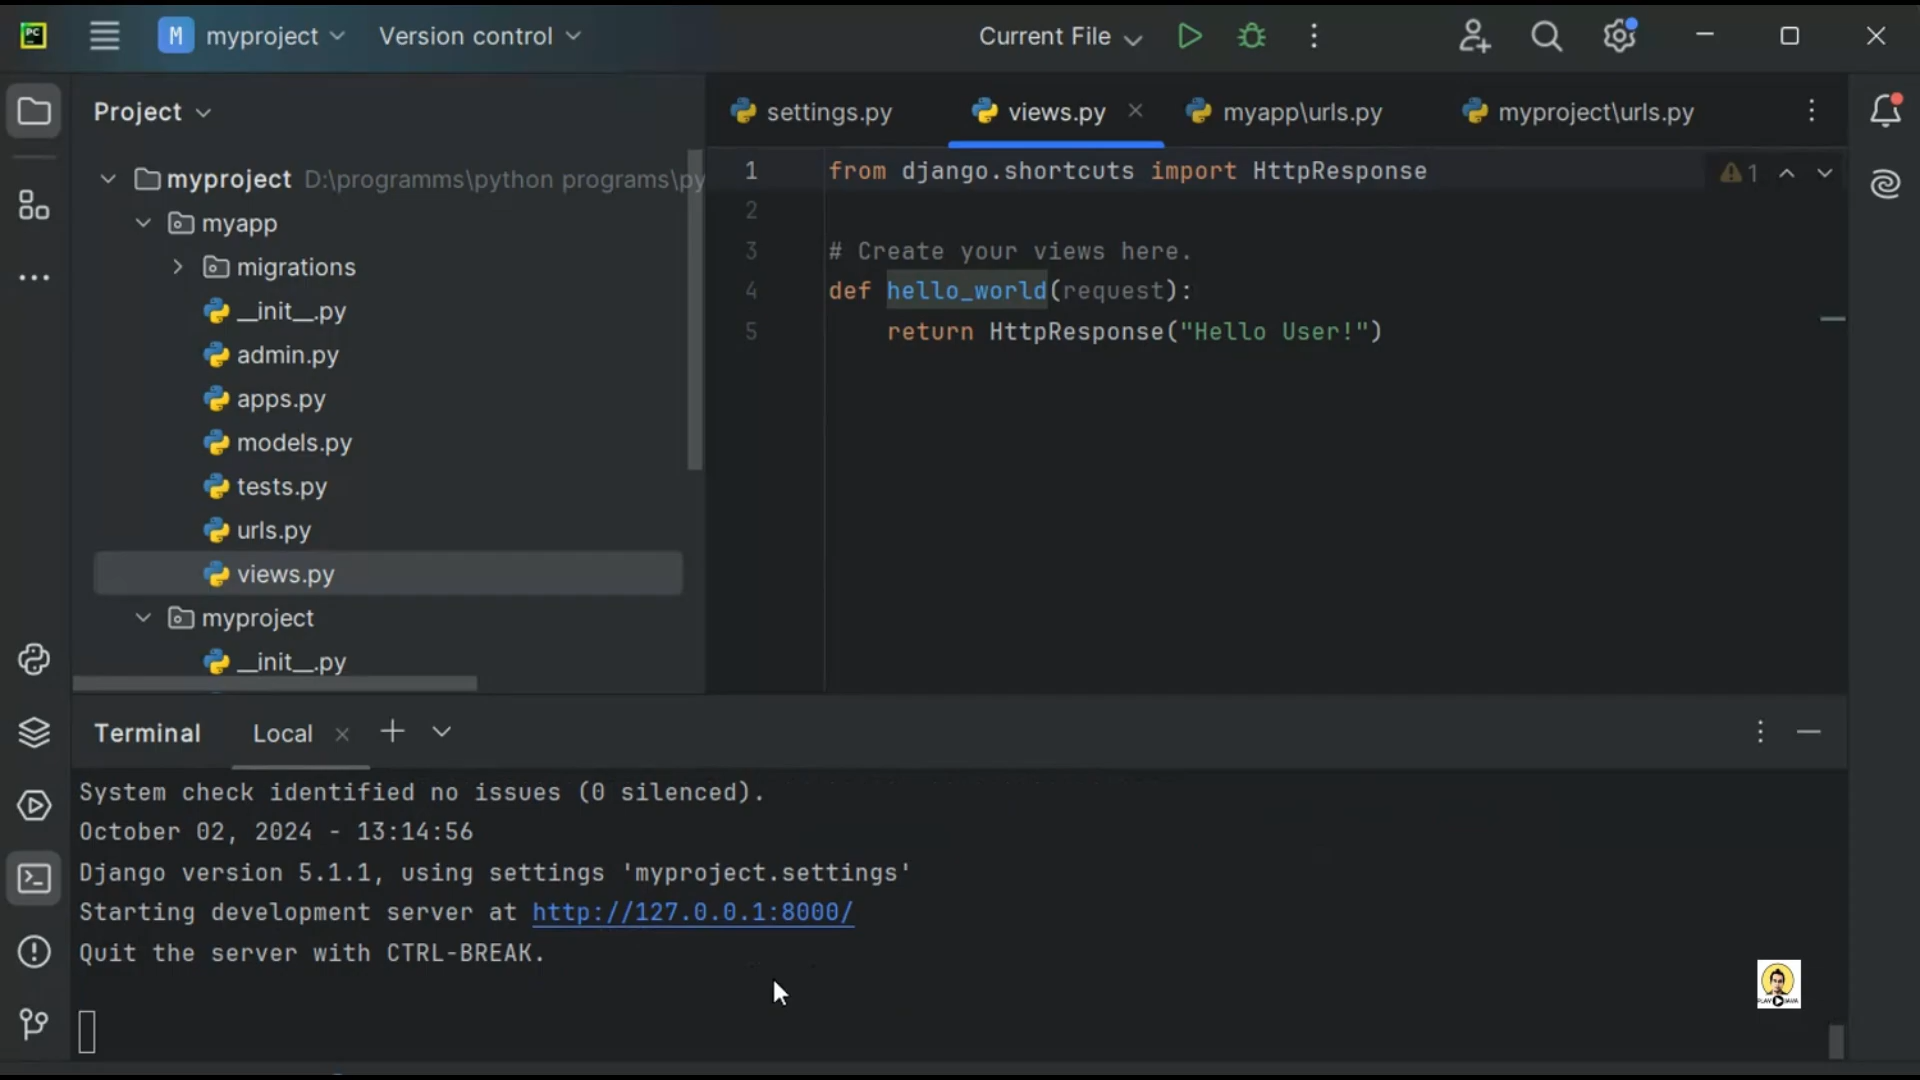 PC
M myproject Version control Current File
Project
settings.py views.py myapp\urls.py myproject\urls.py
myproject D:\programms\python programs\py
myapp
migrations
__init__.py
admin.py
apps.py
models.py
tests.py
urls.py
views.py
myproject
__init__.py
1 from django.shortcuts import HttpResponse
1
2
3 # Create your views here.
4 def hello_world(request):
5 return HttpResponse("Hello User!")
Terminal Local
System check identified no issues (0 silenced).
October 02, 2024 - 13:14:56
Django version 5.1.1, using settings 'myproject.settings'
Starting development server at http://127.0.0.1:8000/
Quit the server with CTRL-BREAK.